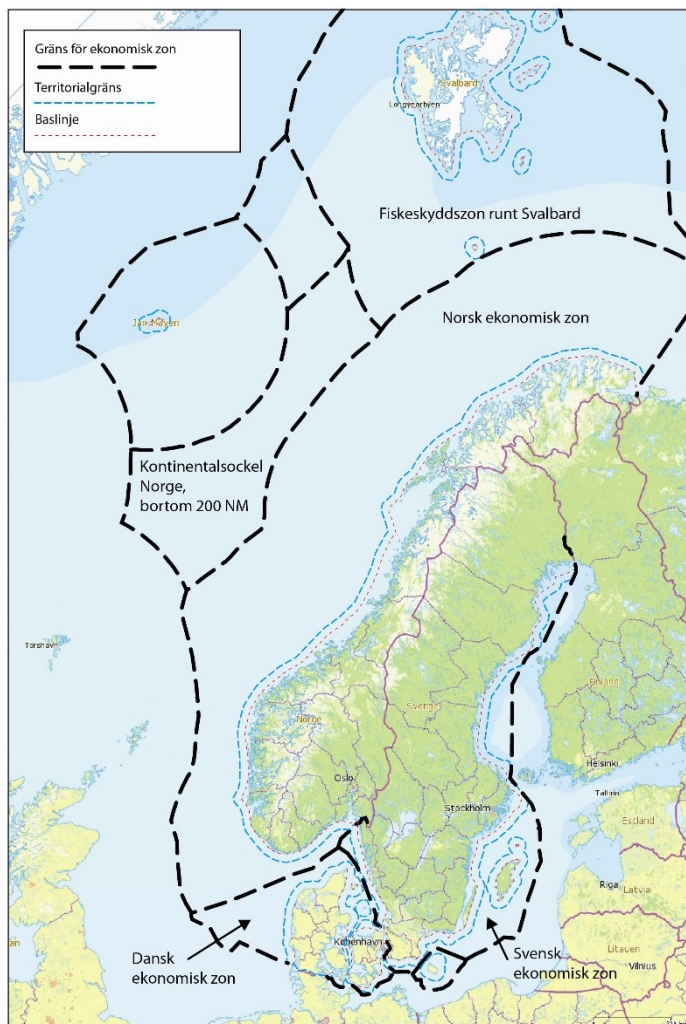 Gräns för ekonomisk zon
Territorialgräns
Baslinje
Svalbard
Longyearbyen
Fiskeskyddszon runt Svalbard
Jan Mayen
Norsk ekonomisk zon
Kontinentalsockel
Norge,
bortom 200 NM
Torshavn
Norge
Sverige
Finland
Oslo
Helsinki
Stockholm
Tallinn
Estland
Riga
Latvia
København
Dansk
ekonomisk zon
Svensk
ekonomisk zon
Litauen
Vilnius